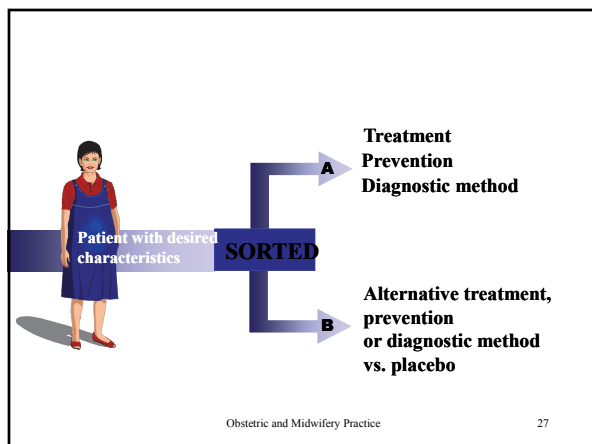 Patient with desired
characteristics
SORTED
A
Treatment
Prevention
Diagnostic method
B
Alternative treatment,
prevention
or diagnostic method
vs. placebo
Obstetric and Midwifery Practice
27